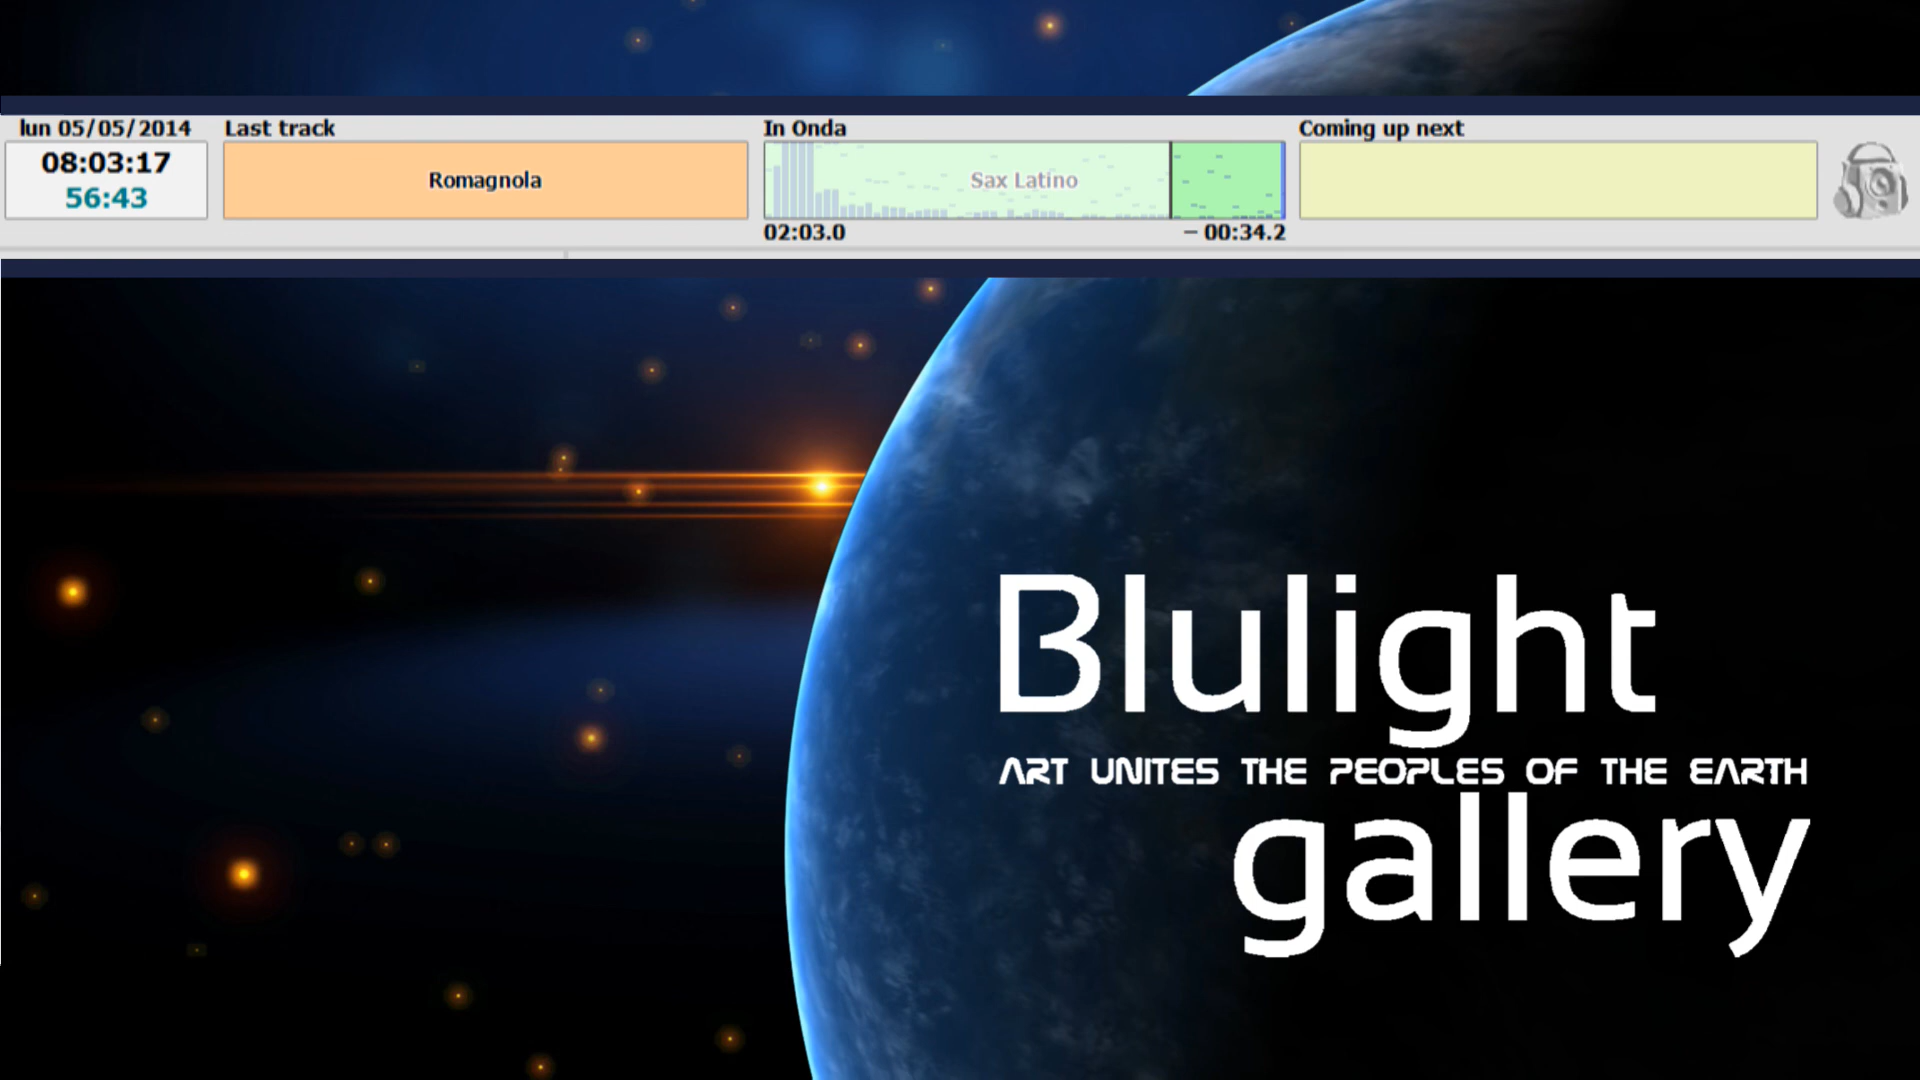 lun 05/05/2014
08:03:17
56:43
Last track
Romagnola
In Onda
Sax Latino
02:03.0
– 00:34.2
Coming up next
Blulight
ART UNITES THE PEOPLES OF THE EARTH
gallery